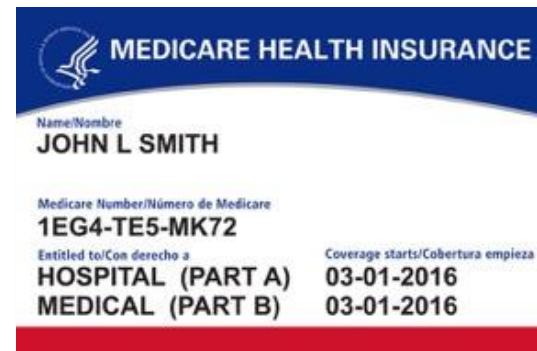 MEDICARE HEALTH INSURANCE
Name/Nombre
JOHN L SMITH
Medicare Number/Número de Medicare
1EG4-TE5-MK72
Entitled to/Con derecho a Coverage starts/Cobertura empieza
HOSPITAL (PART A) 03-01-2016
MEDICAL (PART B) 03-01-2016